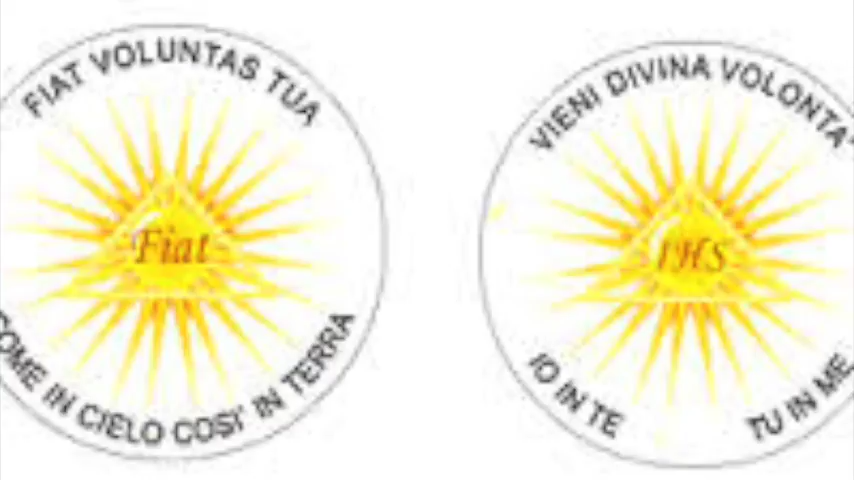 FIAT VOLUNTAS TUA
Fiat
COME IN CIELO COSI' IN TERRA
VIENI DIVINA VOLONTA'
IHS
IO IN TE
TU IN ME